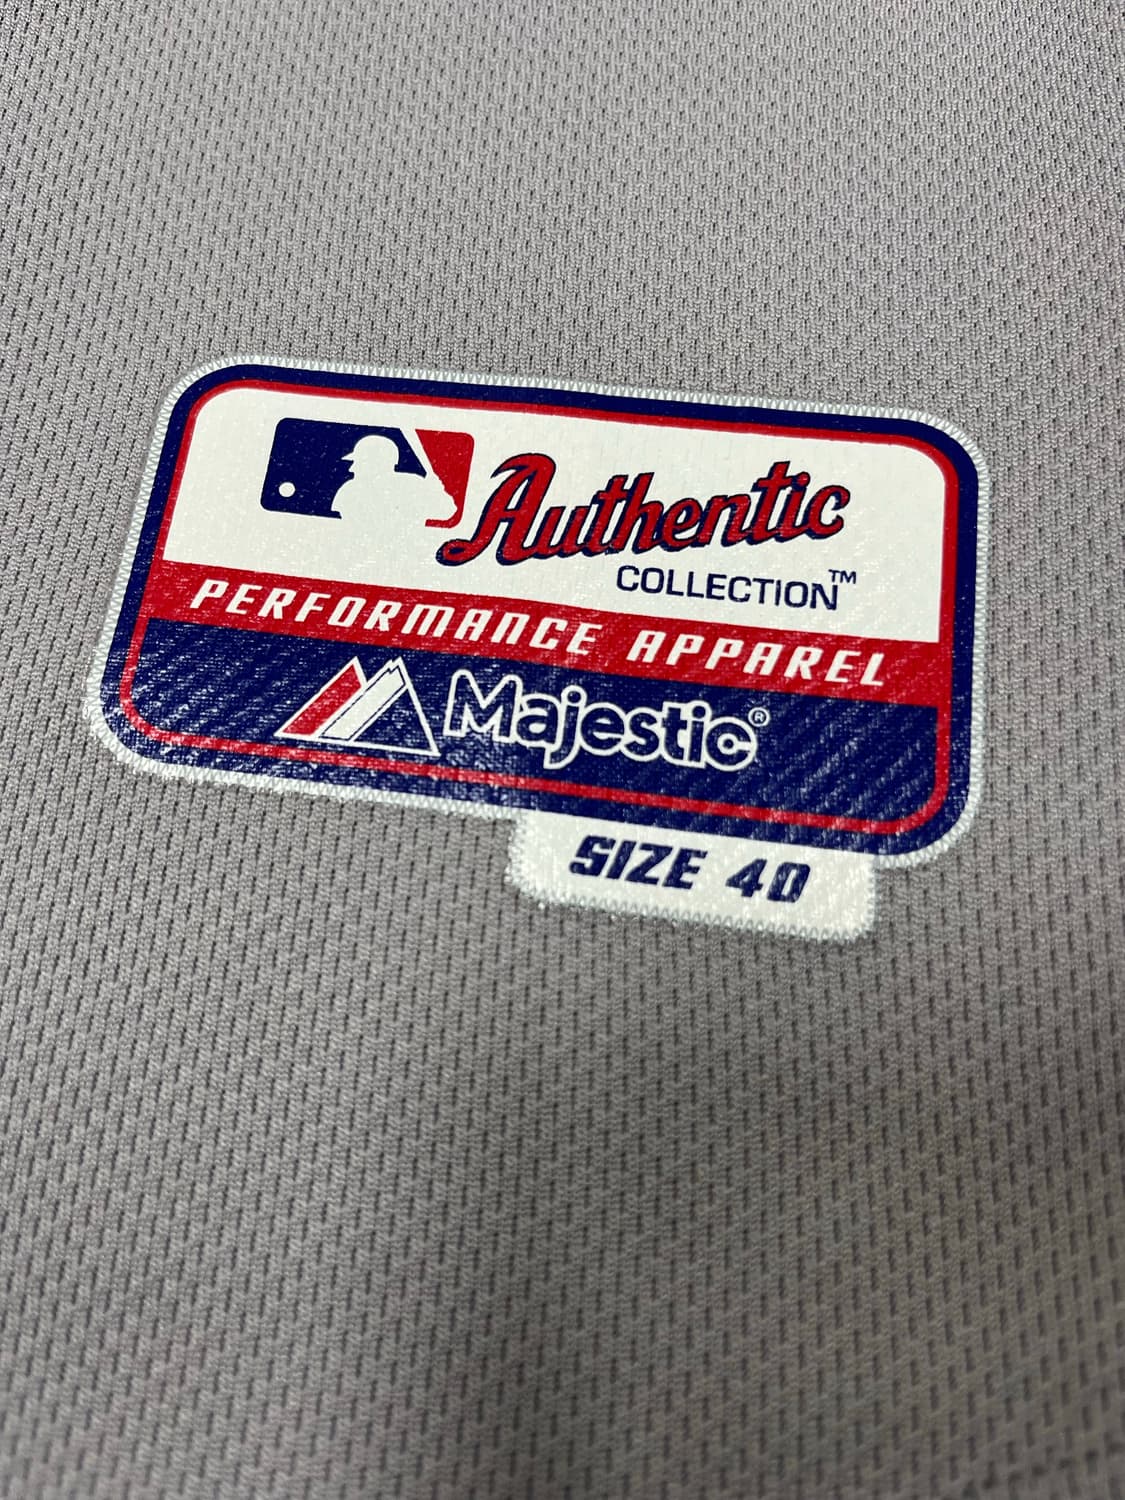 Authentic
COLLECTION™
PERFORMANCE APPAREL
Majestic®
SIZE 40